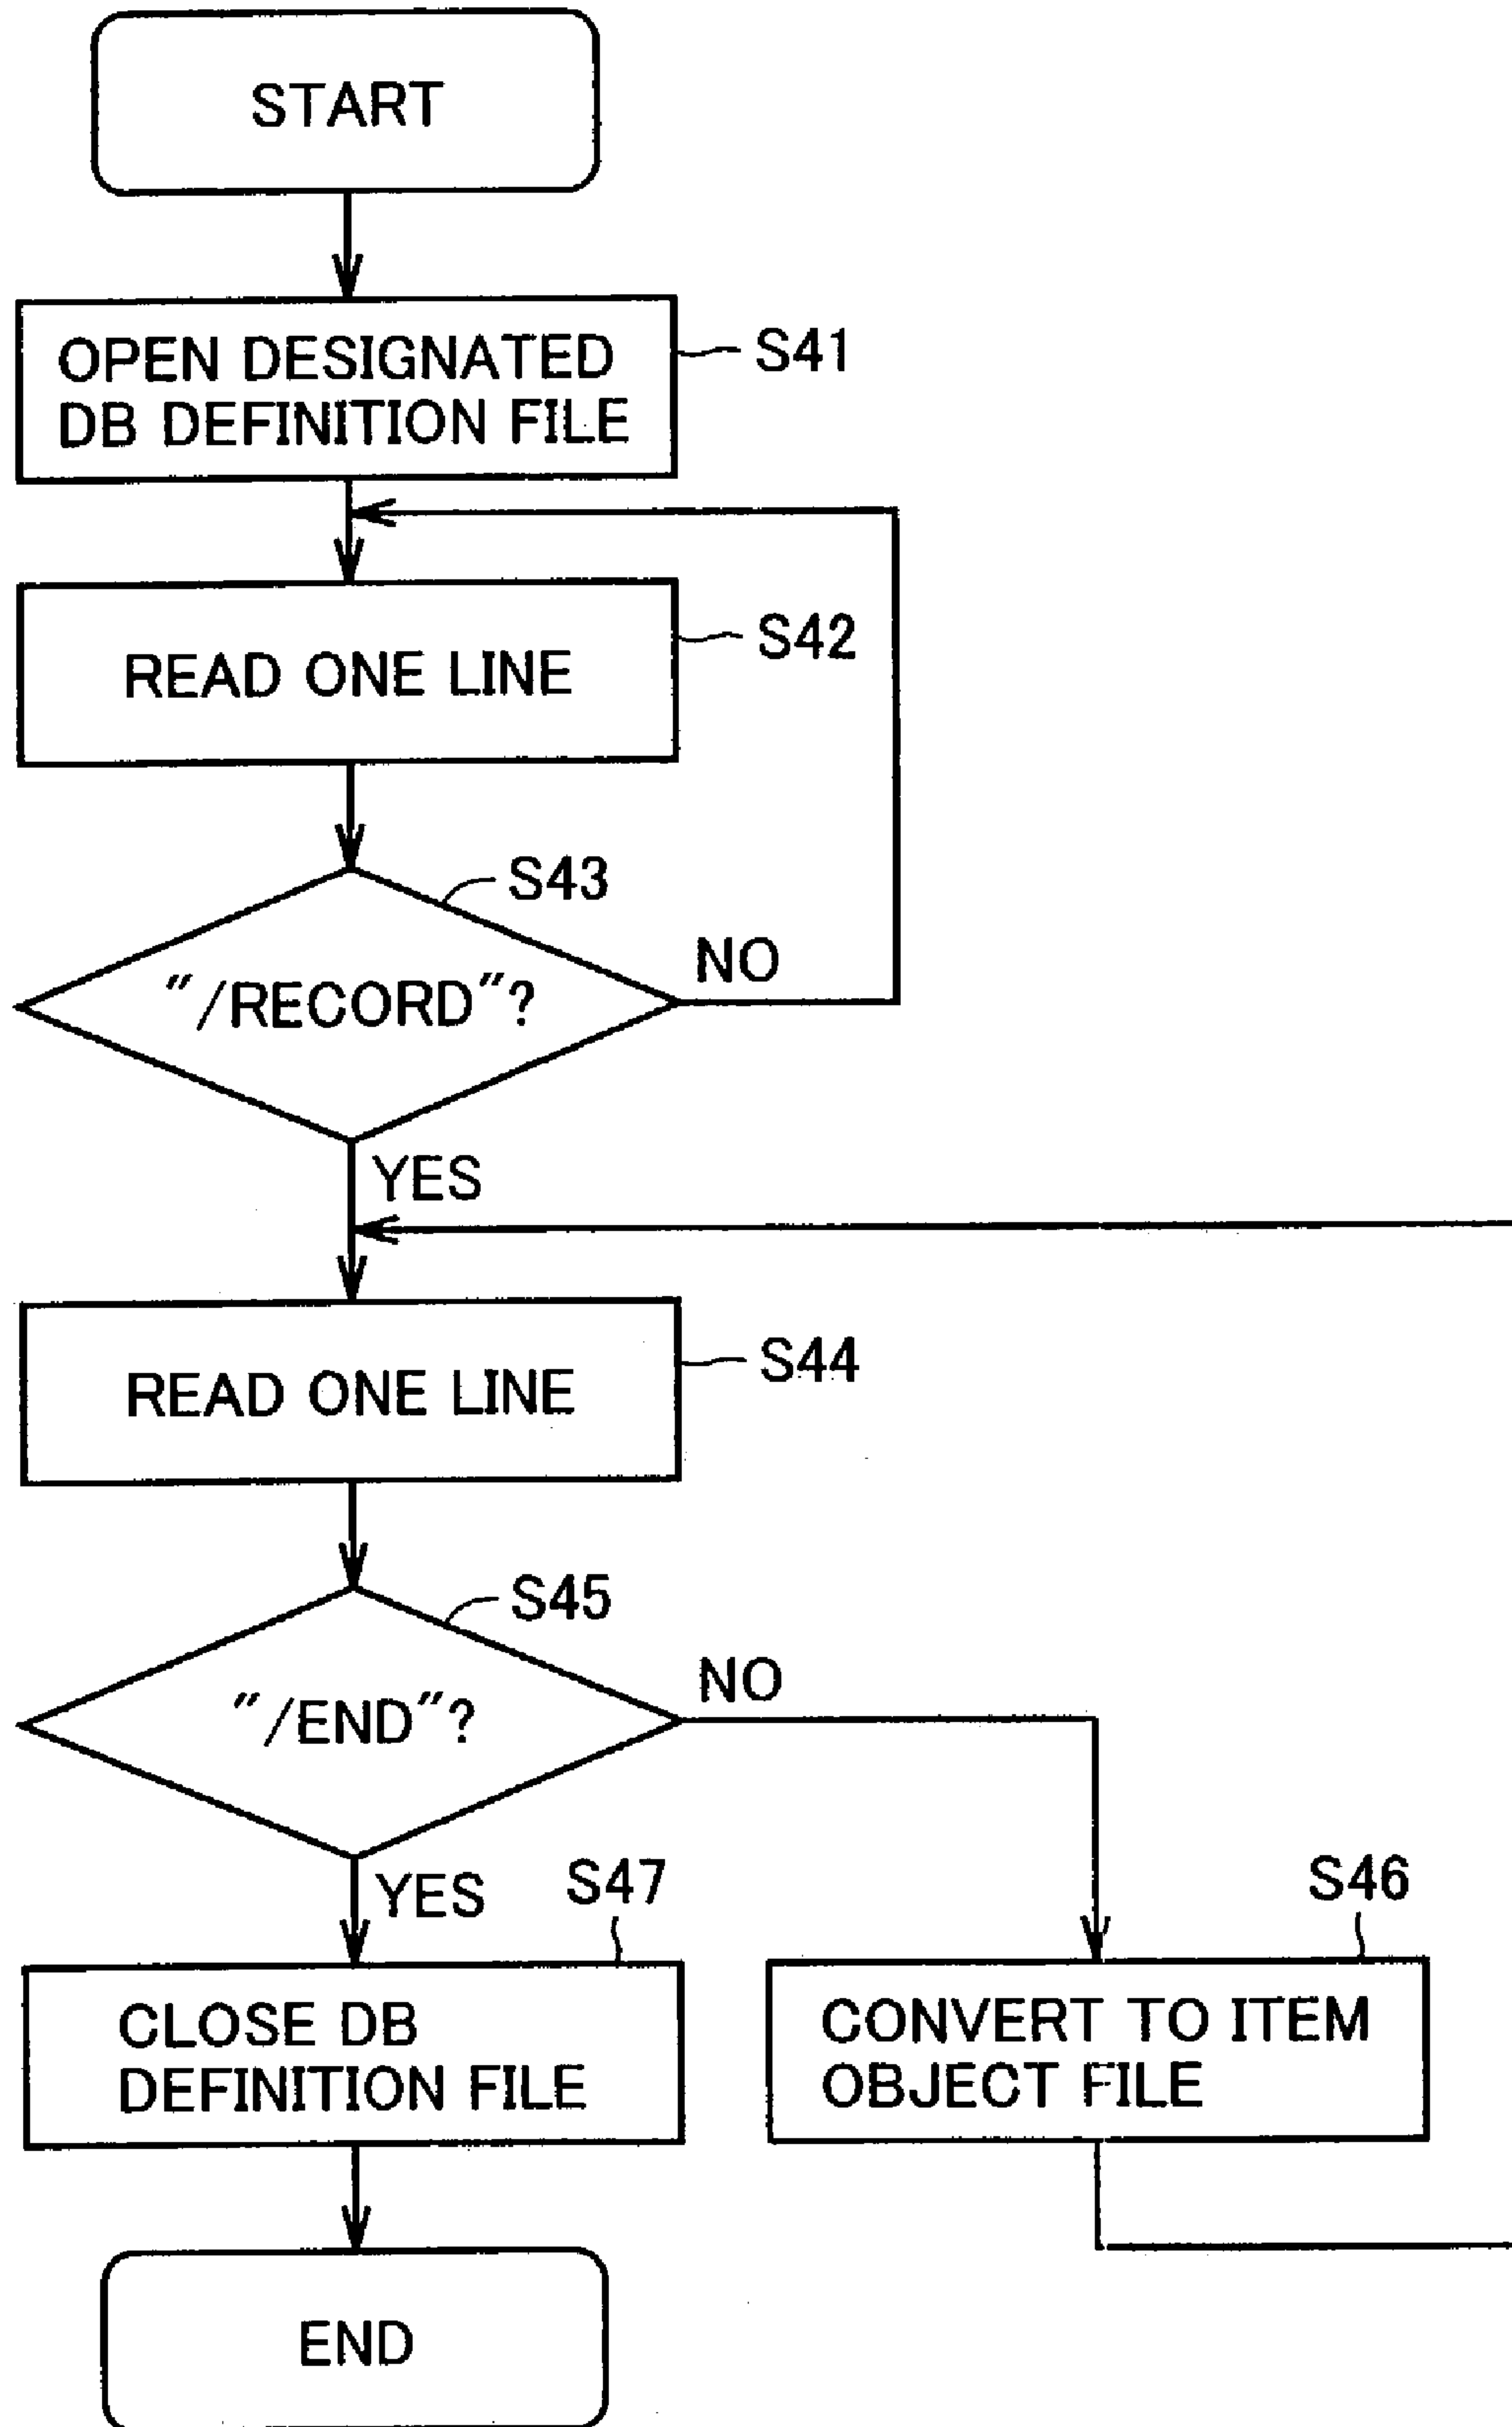 START
OPEN DESIGNATED
DB DEFINITION FILE
S41
READ ONE LINE
S42
S43
"/RECORD"?
NO
YES
READ ONE LINE
S44
S45
"/END"?
NO
YES
S47
CLOSE DB
DEFINITION FILE
S46
CONVERT TO ITEM
OBJECT FILE
END